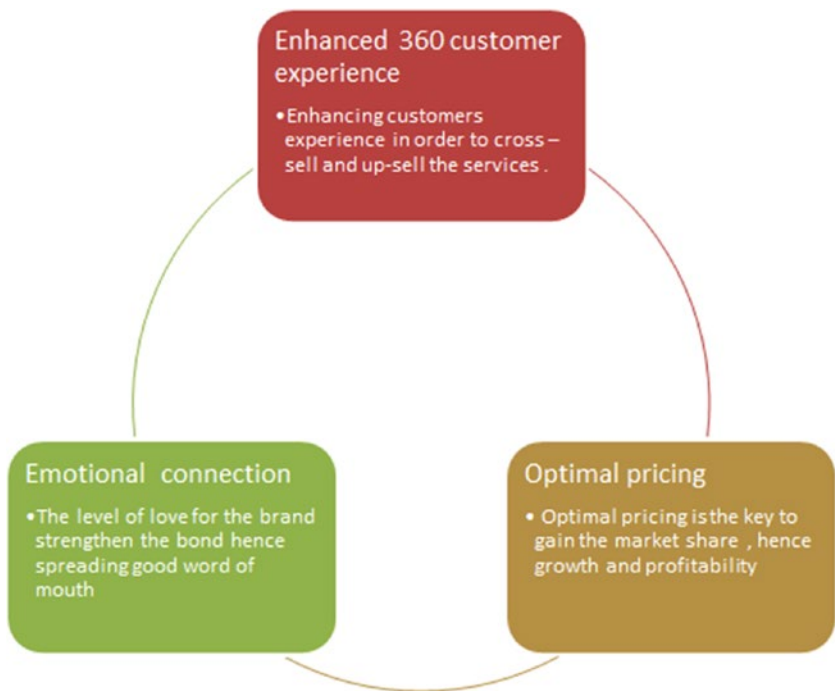 Enhanced 360 customer
experience
•Enhancing customers
experience in order to cross –
sell and up-sell the services .
Emotional connection
•The level of love for the brand
strengthen the bond hence
spreading good word of
mouth
Optimal pricing
• Optimal pricing is the key to
gain the market share , hence
growth and profitability